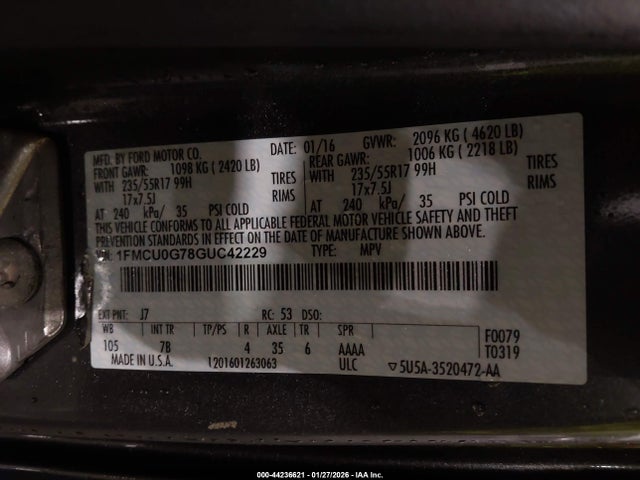 MFD. BY FORD MOTOR CO.
DATE: 01/16 GVWR: 2096 KG ( 4620 LB)
FRONT GAWR: 1098 KG ( 2420 LB) REAR GAWR: 1006 KG ( 2218 LB)
WITH 235/55R17 99H TIRES WITH 235/55R17 99H TIRES
17x7.5J RIMS 17x7.5J RIMS
AT 240 kPa/ 35 PSI COLD AT 240 kPa/ 35 PSI COLD
THIS VEHICLE CONFORMS TO ALL APPLICABLE FEDERAL MOTOR VEHICLE SAFETY AND THEFT
PREVENTION STANDARDS IN EFFECT ON THE DATE OF MANUFACTURE SHOWN ABOVE.
1FMCU0G78GUC42229 TYPE: MPV
EXT PNT: J7 RC: 53 DSO:
WB INT TR TP/PS R AXLE TR SPR
105 7B 4 35 6 AAAA
F0079
T0319
MADE IN U.S.A. L201601263063 ULC ▽5U5A-3520472-AA
000-44236621 | 01/27/2026 | IAA Inc.